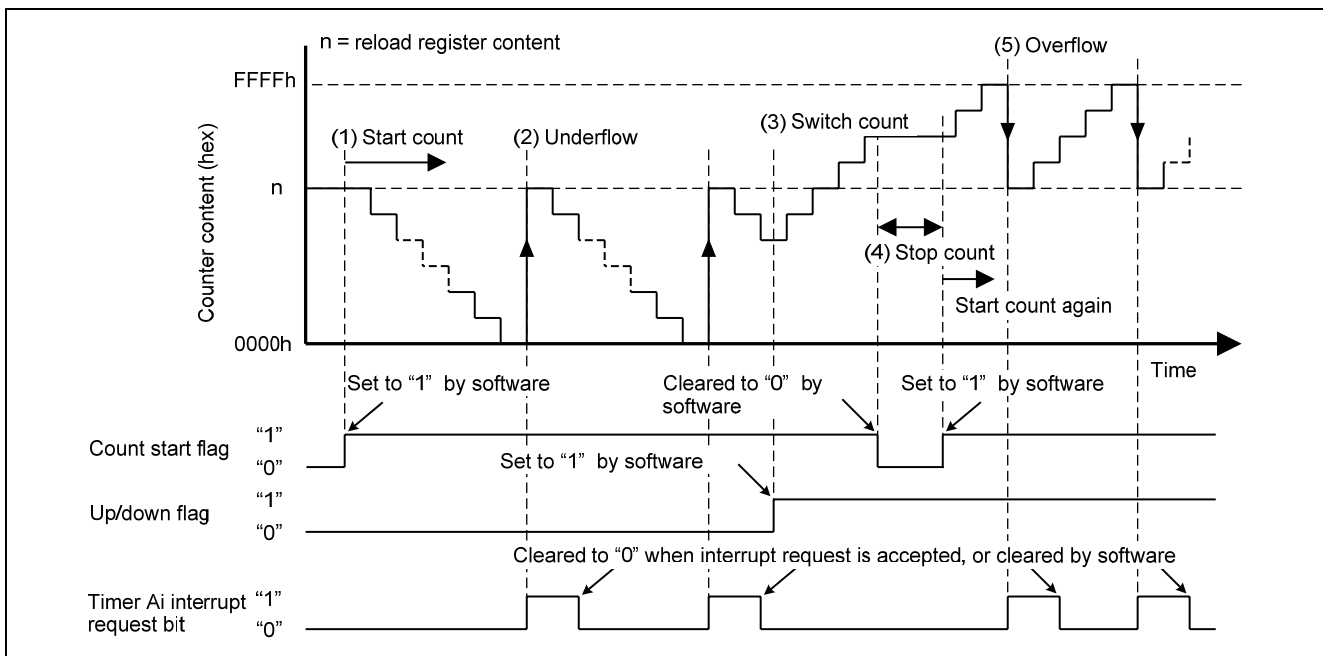 n = reload register content
(5) Overflow
FFFFh
(1) Start count
(2) Underflow
(3) Switch count
Counter content (hex)
n
(4) Stop count
Start count again
0000h
Time
Set to “1” by software
Cleared to “0” by
software
Set to “1” by software
Count start flag
“1”
“0”
Set to “1” by software
Up/down flag
“1”
“0”
Cleared to “0” when interrupt request is accepted, or cleared by software
Timer Ai interrupt
request bit
“1”
“0”